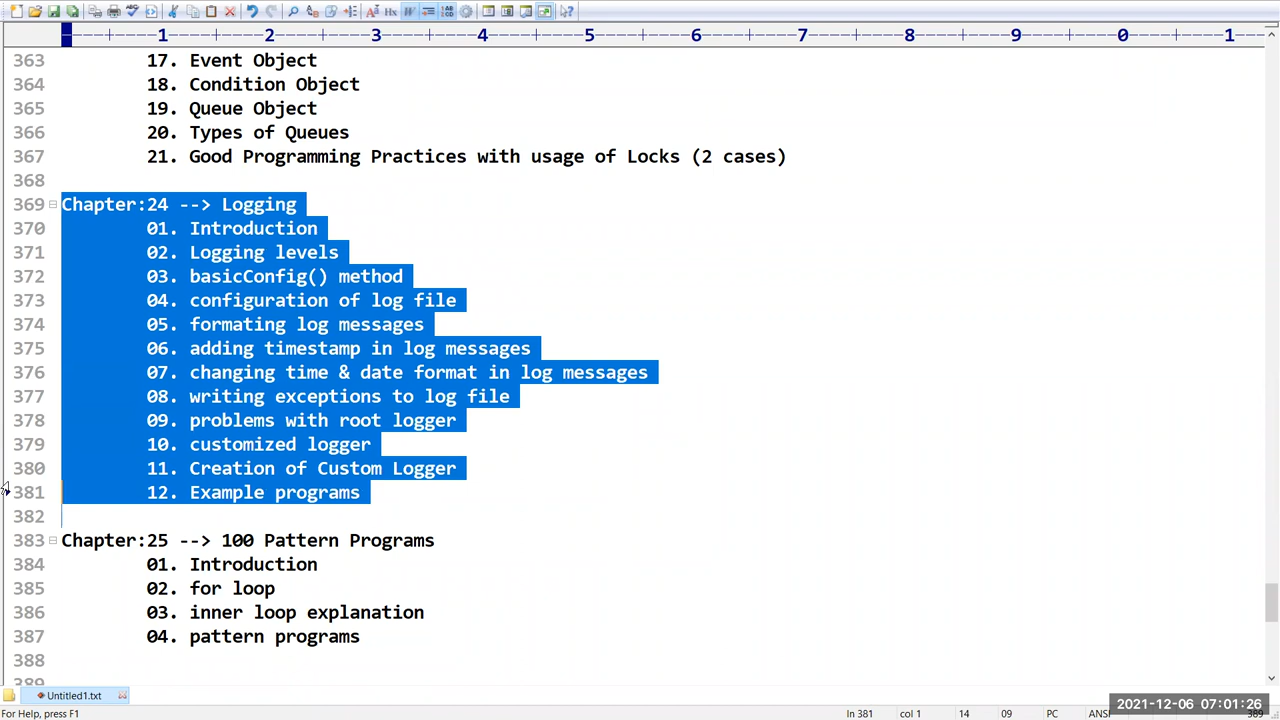 1 2 3 4 5 6 7 8 9 0 1
363 17. Event Object
364 18. Condition Object
365 19. Queue Object
366 20. Types of Queues
367 21. Good Programming Practices with usage of Locks (2 cases)
368
369 Chapter:24 --> Logging
370 01. Introduction
371 02. Logging levels
372 03. basicConfig() method
373 04. configuration of log file
374 05. formating log messages
375 06. adding timestamp in log messages
376 07. changing time & date format in log messages
377 08. writing exceptions to log file
378 09. problems with root logger
379 10. customized logger
380 11. Creation of Custom Logger
381 12. Example programs
382
383 Chapter:25 --> 100 Pattern Programs
384 01. Introduction
385 02. for loop
386 03. inner loop explanation
387 04. pattern programs
388
389
Untitled1.txt
2021-12-06 07:01:26
For Help, press F1 ln 381 col 1 14 09 PC ANSI 389